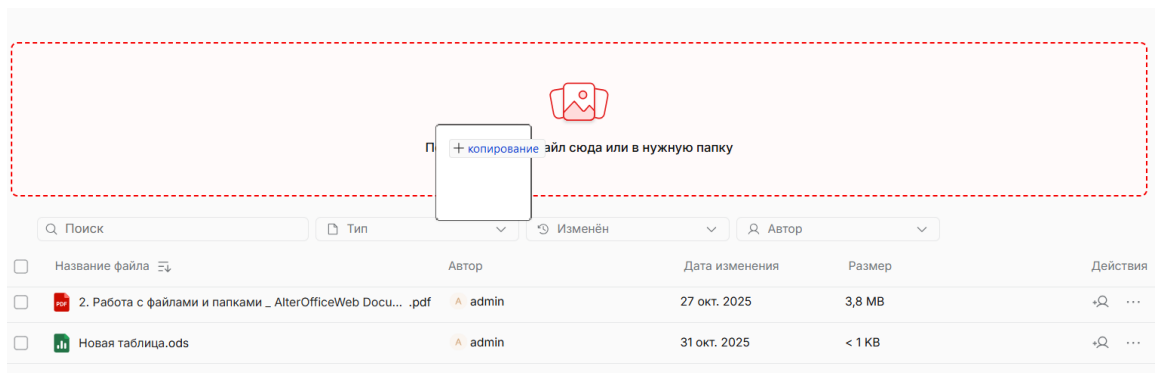 + копирование
айл сюда или в нужную папку
Поиск
Тип
Изменён
Автор
Название файла Автор Дата изменения Размер Действия
PDF 2. Работа с файлами и папками _ AlterOfficeWeb Docu... .pdf A admin 27 окт. 2025 3,8 MB
Новая таблица.ods A admin 31 окт. 2025 < 1 KB